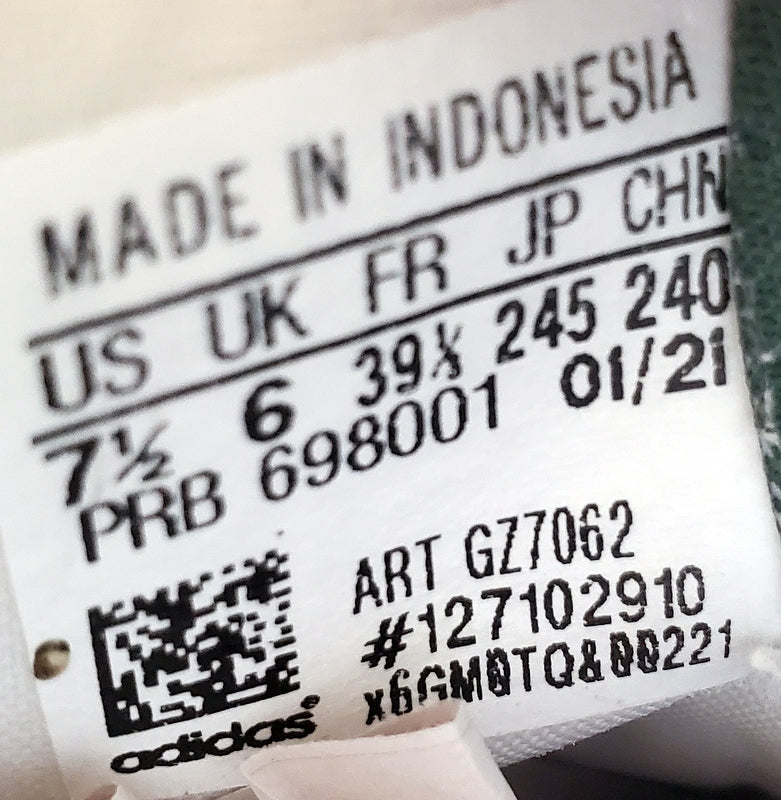 MADE IN INDONESIA
US UK FR JP CHN
7½ 6 39⅓ 245 240
PRB 698001 01/21
ART GZ7062
#127102910
x6GM0TQ&00221
adidas